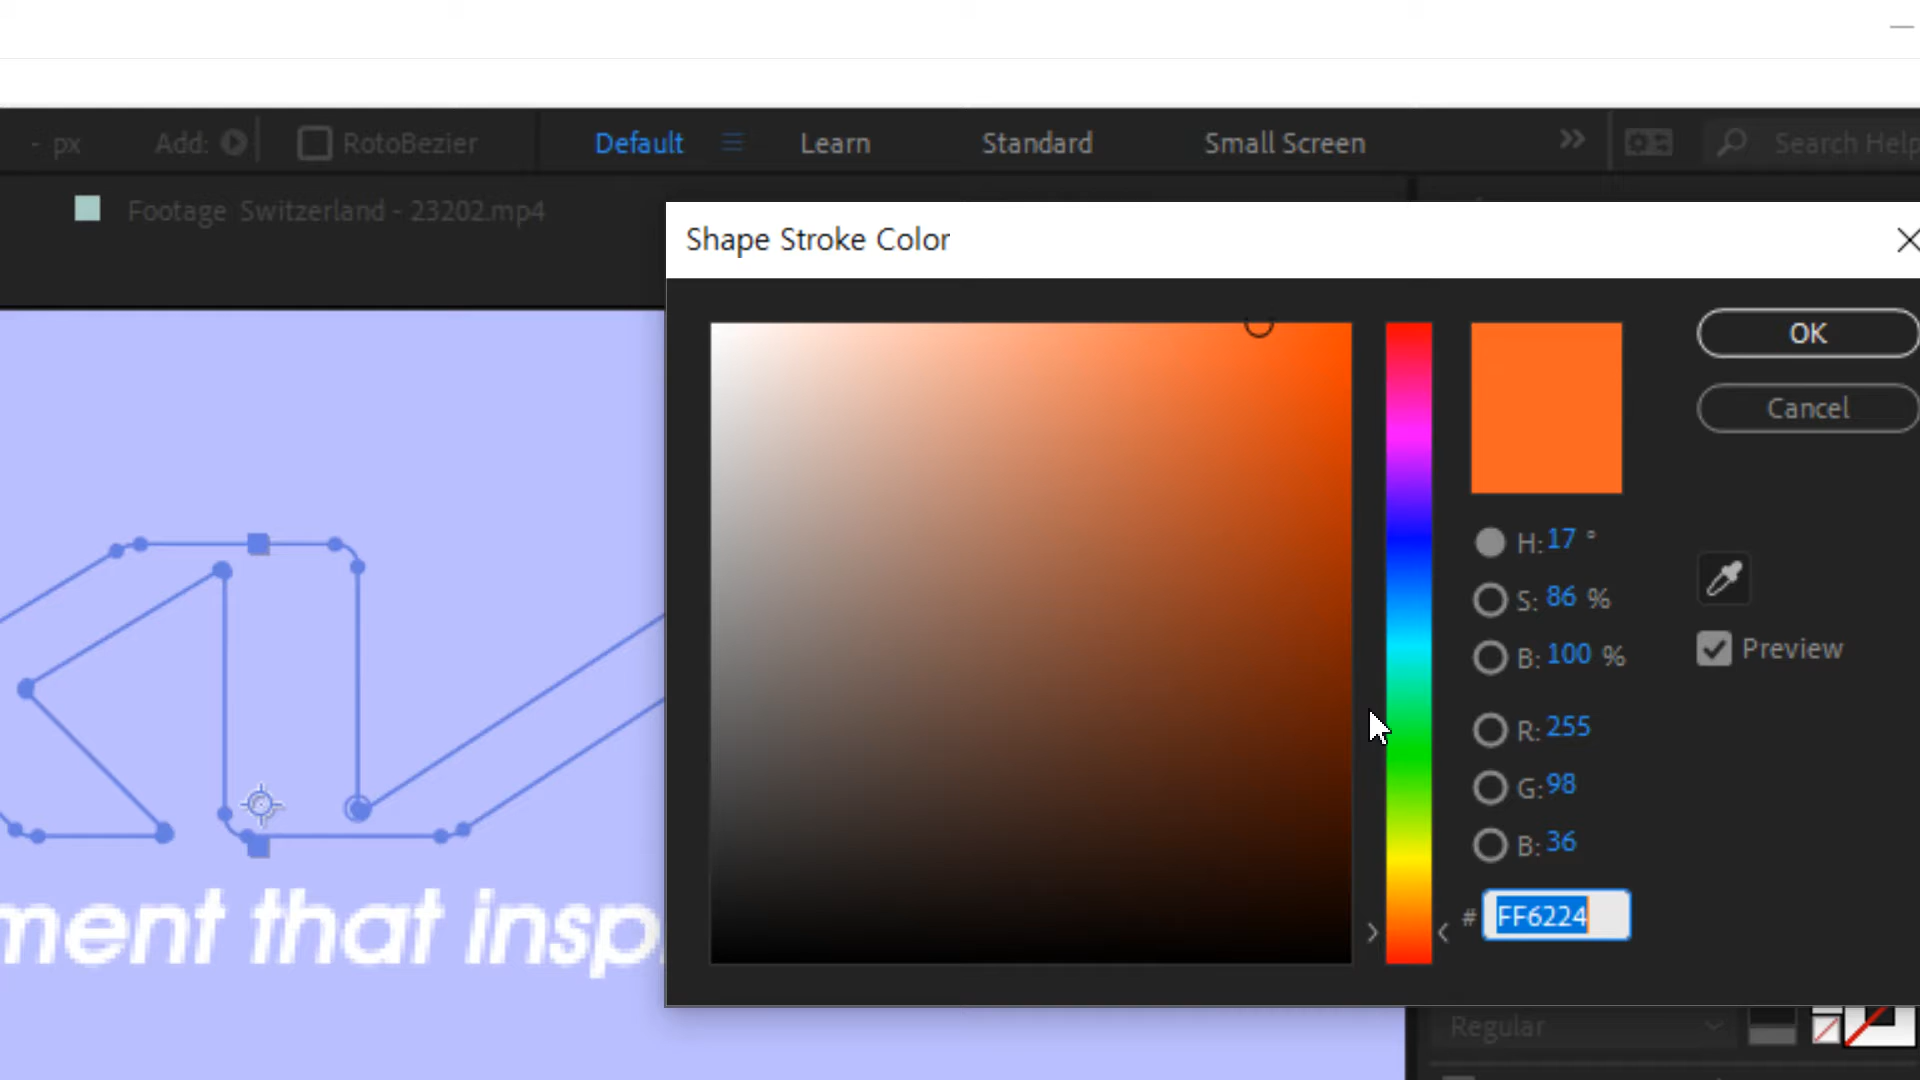 - px Add: RotoBezier Default Learn Standard Small Screen Search Help
Footage Switzerland - 23202.mp4
Shape Stroke Color
OK
Cancel
H: 17 °
S: 86 %
B: 100 %
Preview
R: 255
G: 98
B: 36
# FF6224
ment that insp
Regular